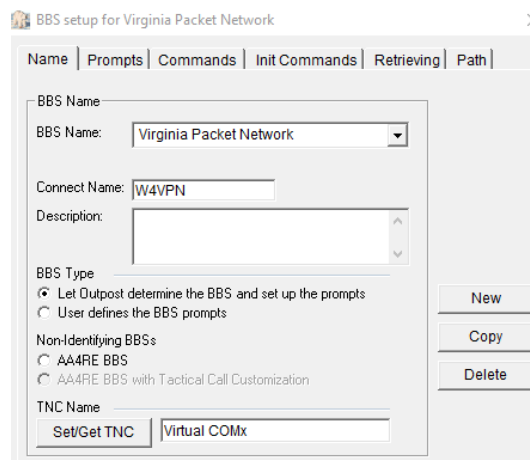 BBS setup for Virginia Packet Network
Name Prompts Commands Init Commands Retrieving Path
BBS Name
BBS Name: Virginia Packet Network
Connect Name: W4VPN
Description:
BBS Type
Let Outpost determine the BBS and set up the prompts
User defines the BBS prompts
New
Non-Identifying BBSs
Copy
AA4RE BBS
AA4RE BBS with Tactical Call Customization
Delete
TNC Name
Set/Get TNC Virtual COMx